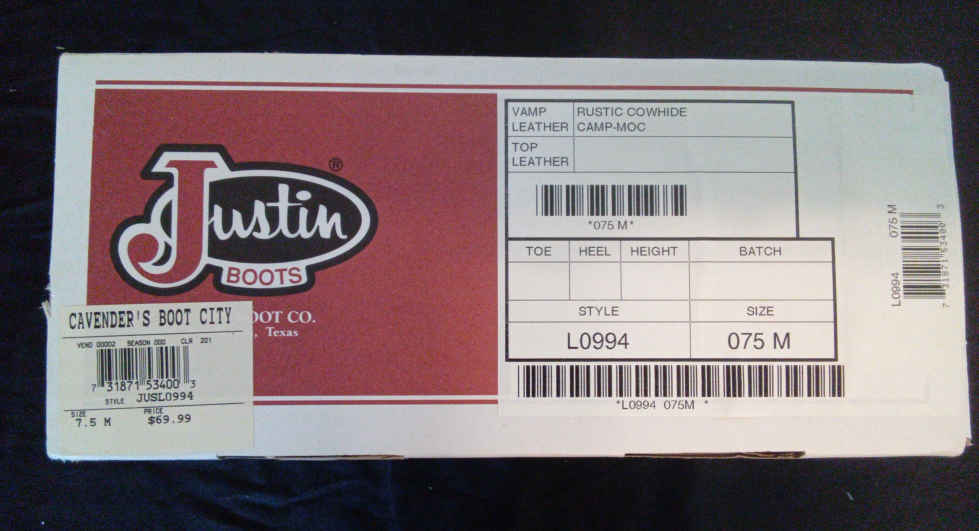 Justin
®
BOOTS
OOT CO.
, Texas
CAVENDER'S BOOT CITY
VEND 00002 SEASON 000 CLR 201
7 31871 53400 3
STYLE JUSL0994
SIZE PRICE
7.5 M $69.99
VAMP LEATHER RUSTIC COWHIDE CAMP-MOC
TOP LEATHER
*075 M*
TOE HEEL HEIGHT BATCH
STYLE SIZE
L0994 075 M
*L0994 075M *
L0994 075 M
7 31871 53400 3